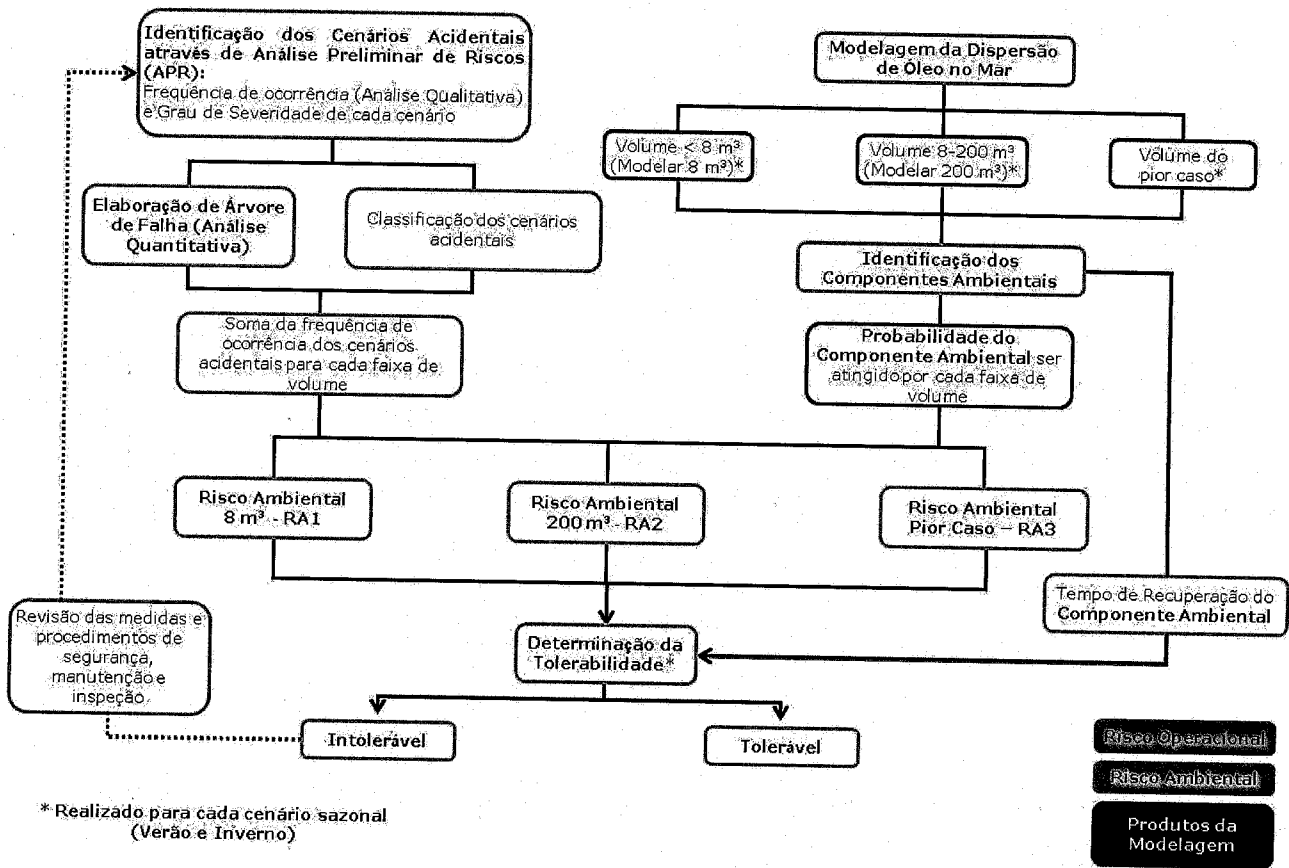 Identificação dos Cenários Acidentais
através de Análise Preliminar de Riscos
(APR):
Frequência de ocorrência (Análise Qualitativa)
e Grau de Severidade de cada cenário
Modelagem da Dispersão
de Óleo no Mar
Volume < 8 m³
(Modelar 8 m³)*
Volume 8-200 m³
(Modelar 200 m³)*
Volume do
pior caso*
Elaboração de Árvore
de Falha (Análise
Quantitativa)
Classificação dos cenários
acidentais
Identificação dos
Componentes Ambientais
Soma da frequência de
ocorrência dos cenários
acidentais para cada faixa de
volume
Probabilidade do
Componente Ambiental ser
atingido por cada faixa de
volume
Risco Ambiental
8 m³ - RA1
Risco Ambiental
200 m³ - RA2
Risco Ambiental
Pior Caso – RA3
Revisão das medidas e
procedimentos de
segurança,
manutenção e
inspeção
Tempo de Recuperação do
Componente Ambiental
Determinação da
Tolerabilidade*
Intolerável
Tolerável
Risco Operacional
Risco Ambiental
Produtos da
Modelagem
* Realizado para cada cenário sazonal
(Verão e Inverno)